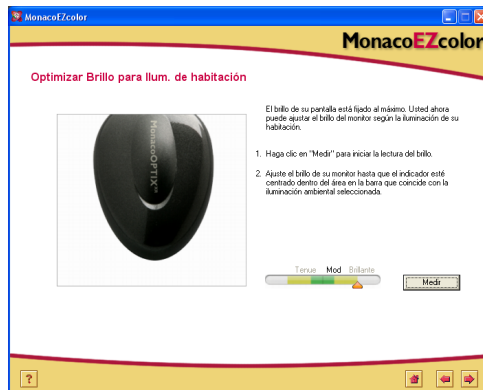 MonacoEZcolor
MonacoEZcolor
Optimizar Brillo para Ilum. de habitación
El brillo de su pantalla está fijado al máximo. Usted ahora
puede ajustar el brillo del monitor según la iluminación de su
habitación.
1. Haga clic en "Medir" para iniciar la lectura del brillo.
2. Ajuste el brillo de su monitor hasta que el indicador esté
centrado dentro del área en la barra que coincide con la
iluminación ambiental seleccionada.
MonacoOPTIX
Tenue Mod Brillante
Medir
?